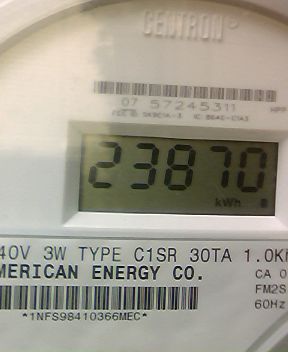 CENTRON
07 57245311
23870
kWh
40V 3W TYPE C1SR 30TA 1.0K
MERICAN ENERGY CO.
CA 0
FM2S
60Hz
*1NFS98410366MEC*